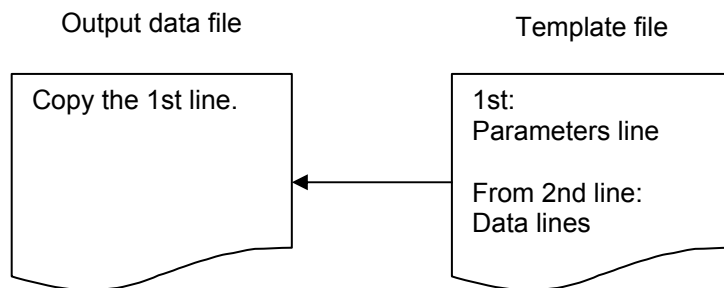 Output data file
Template file
Copy the 1st line.
1st:
Parameters line
From 2nd line:
Data lines